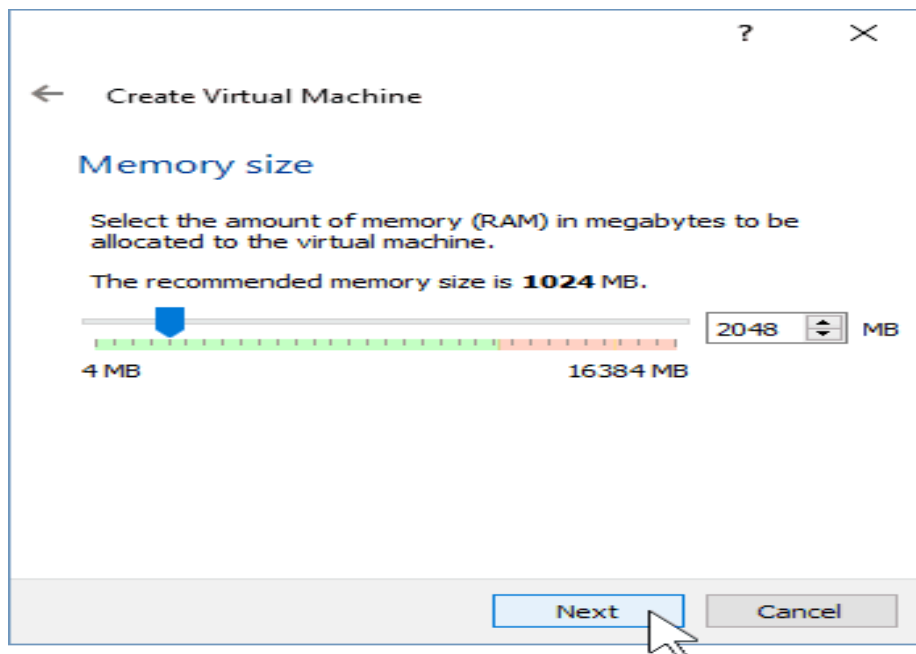 ?
Create Virtual Machine
Memory size
Select the amount of memory (RAM) in megabytes to be
allocated to the virtual machine.
The recommended memory size is 1024 MB.
2048 MB
4 MB 16384 MB
Next Cancel